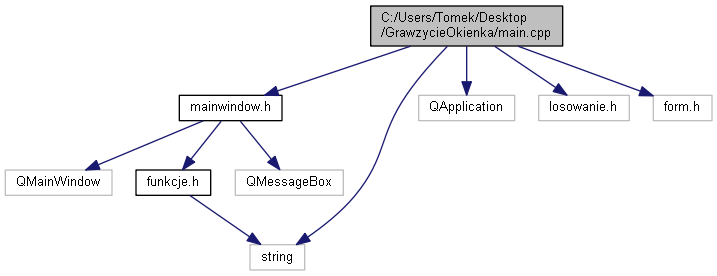 C:/Users/Tomek/Desktop
/GrawzycieOkienka/main.cpp
mainwindow.h
QApplication
losowanie.h
form.h
QMainWindow
funkcje.h
QMessageBox
string